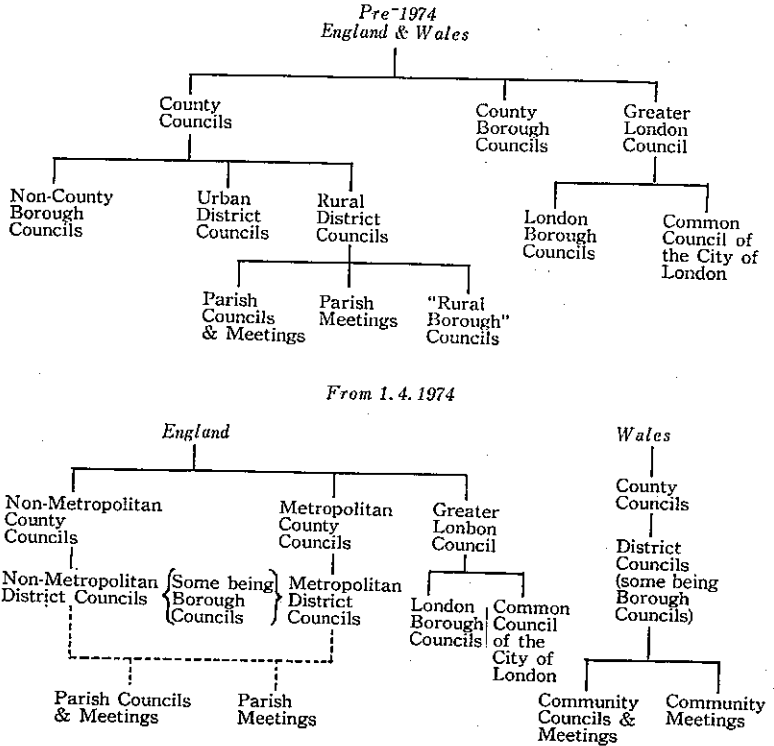 Pre-1974
England & Wales
County
Councils
County
Borough
Councils
Greater
London
Council
Non-County
Borough
Councils
Urban
District
Councils
Rural
District
Councils
London
Borough
Councils
Common
Council of
the City of
London
Parish
Councils
& Meetings
Parish
Meetings
"Rural
Borough"
Councils
From 1.4.1974
England
Wales
Non-Metropolitan
County
Councils
Metropolitan
County
Councils
Greater
Lonbon
Council
County
Councils
Non-Metropolitan
District Councils
{Some being
Borough
Councils}
Metropolitan
District
Councils
London
Borough
Councils
Common
Council
of the
City of
London
District
Councils
(some being
Borough
Councils)
Parish Councils
& Meetings
Parish
Meetings
Community
Councils &
Meetings
Community
Meetings